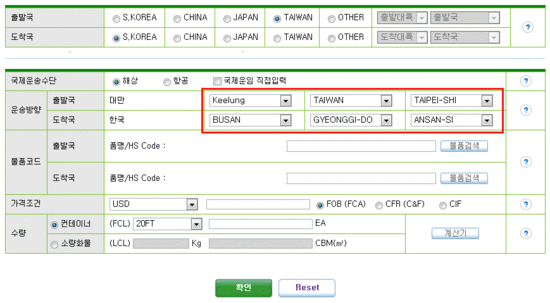 출발국 S,KOREA CHINA JAPAN TAIWAN OTHER 출발대륙 출발국 ?
도착국 S,KOREA CHINA JAPAN TAIWAN OTHER 도착대륙 도착국
국제운송수단 해상 항공 국제운임 직접입력 ?
운송방향 출발국 대만 Keelung TAIWAN TAIPEI-SHI ?
도착국 한국 BUSAN GYEONGGI-DO ANSAN-SI
물품코드 출발국 품명/HS Code : 물품검색 ?
도착국 품명/HS Code : 물품검색
가격조건 USD FOB (FCA) CFR (C&F) CIF ?
수량 컨테이너 (FCL) 20FT EA 계산기 ?
소량화물 (LCL) Kg CBM(m³)
확인 Reset